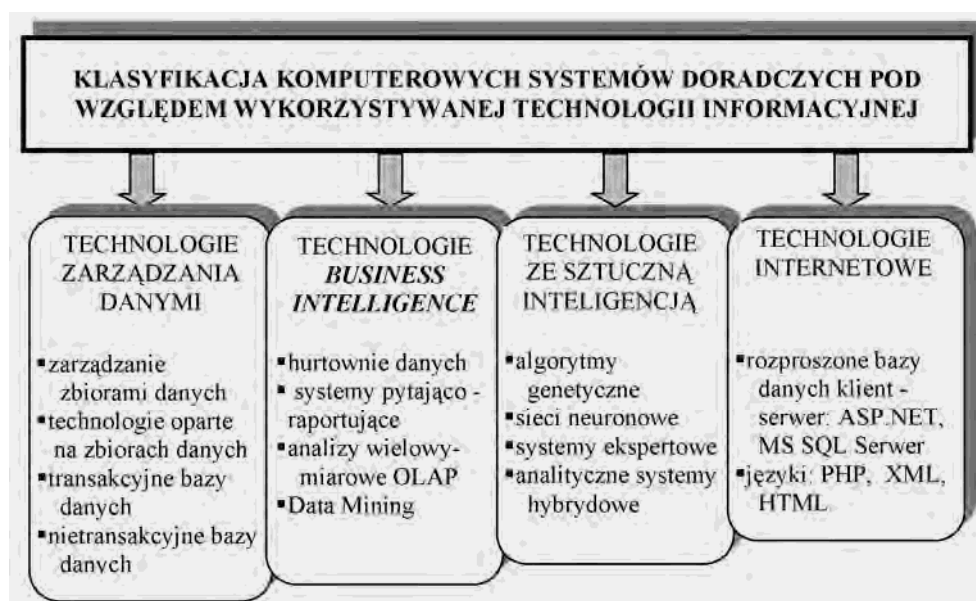 KLASYFIKACJA KOMPUTEROWYCH SYSTEMÓW DORADCZYCH POD
WZGLĘDEM WYKORZYSTYWANEJ TECHNOLOGII INFORMACYJNEJ
TECHNOLOGIE
ZARZĄDZANIA
DANYMI
▪zarządzanie
zbiorami danych
▪technologie oparte
na zbiorach danych
▪transakcyjne bazy
danych
▪nietransakcyjne bazy
danych
TECHNOLOGIE
BUSINESS
INTELLIGENCE
▪hurtownie danych
▪ systemy pytająco -
raportujące
▪analizy wielowy-
miarowe OLAP
▪Data Mining
TECHNOLOGIE
ZE SZTUCZNĄ
INTELIGENCJĄ
▪algorytmy
genetyczne
▪sieci neuronowe
▪systemy ekspertowe
▪analityczne systemy
hybrydowe
TECHNOLOGIE
INTERNETOWE
▪rozproszone bazy
danych klient -
serwer: ASP.NET,
MS SQL Serwer
▪języki: PHP, XML,
HTML